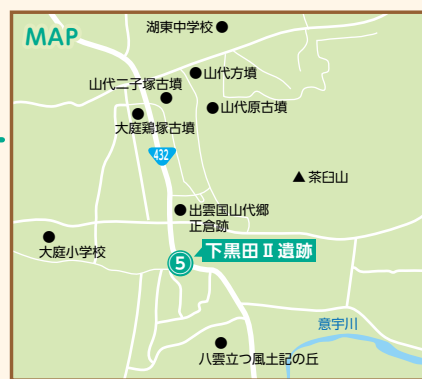 MAP
湖東中学校
山代方墳
山代二子塚古墳
山代原古墳
大庭鶏塚古墳
432
▲ 茶臼山
出雲国山代郷
正倉跡
大庭小学校
5 下黒田Ⅱ遺跡
意宇川
八雲立つ風土記の丘